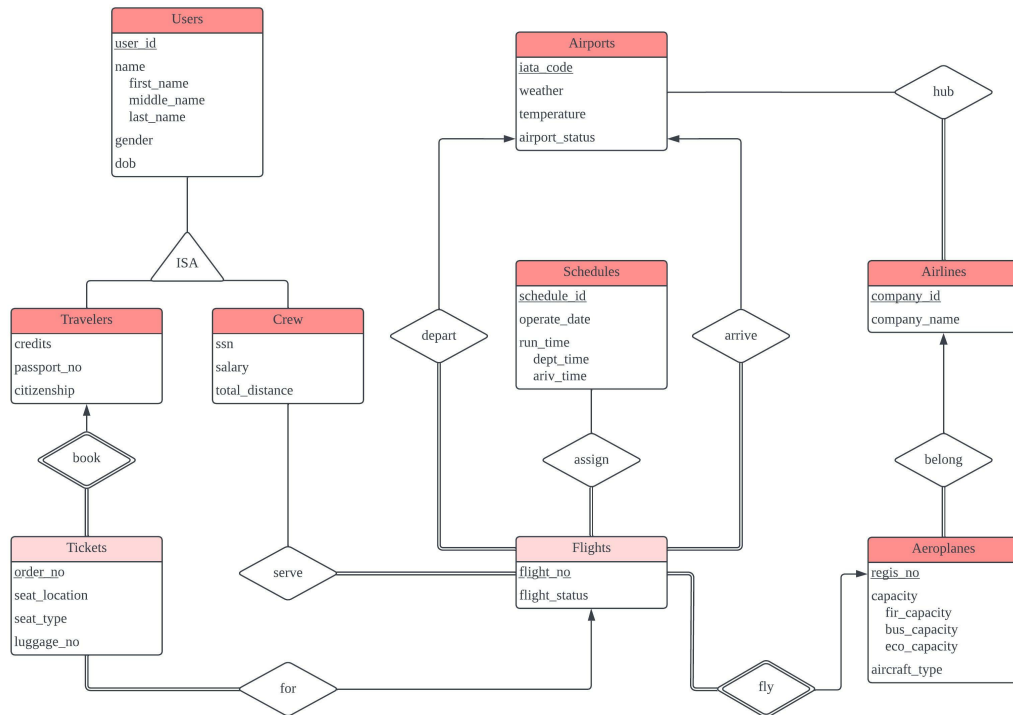 Users
user_id
name
first_name
middle_name
last_name
gender
dob
ISA
Travelers
credits
passport_no
citizenship
Crew
ssn
salary
total_distance
book
Tickets
order_no
seat_location
seat_type
luggage_no
serve
for
Airports
iata_code
weather
temperature
airport_status
hub
depart
Schedules
schedule_id
operate_date
run_time
dept_time
ariv_time
arrive
assign
Flights
flight_no
flight_status
Airlines
company_id
company_name
belong
Aeroplanes
regis_no
capacity
fir_capacity
bus_capacity
eco_capacity
aircraft_type
fly